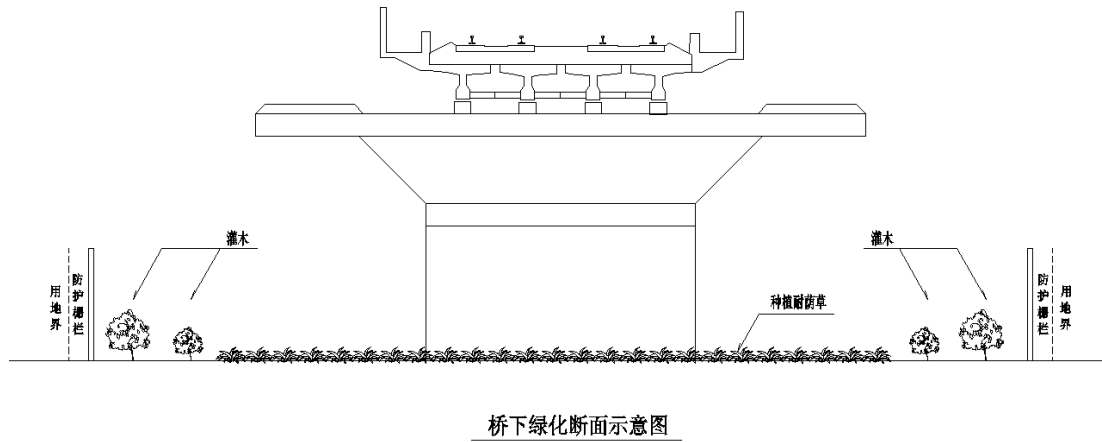 灌木
灌木
用地界
防护栅栏
防护栅栏
用地界
种植耐荫草
桥下绿化断面示意图